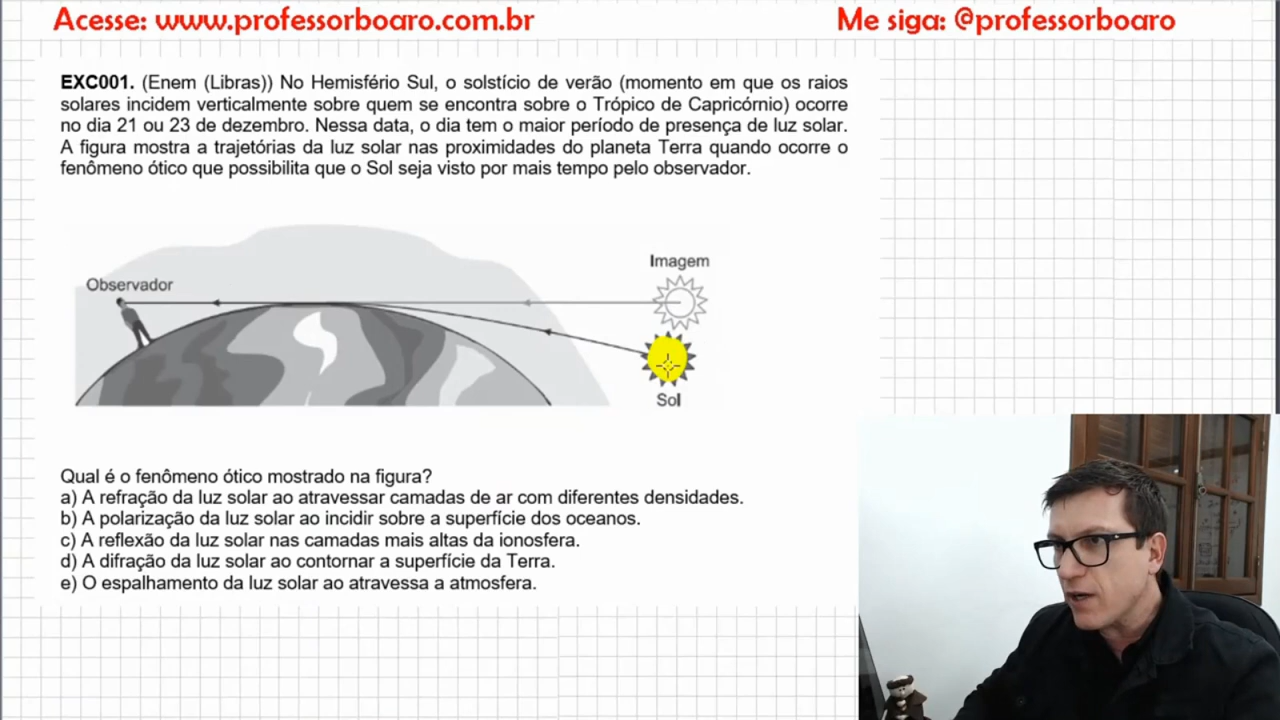 Acesse: www.professorboaro.com.br
Me siga: @professorboaro
EXC001. (Enem (Libras)) No Hemisfério Sul, o solstício de verão (momento em que os raios
solares incidem verticalmente sobre quem se encontra sobre o Trópico de Capricórnio) ocorre
no dia 21 ou 23 de dezembro. Nessa data, o dia tem o maior período de presença de luz solar.
A figura mostra a trajetórias da luz solar nas proximidades do planeta Terra quando ocorre o
fenômeno ótico que possibilita que o Sol seja visto por mais tempo pelo observador.
Imagem
Observador
Sol
Qual é o fenômeno ótico mostrado na figura?
a) A refração da luz solar ao atravessar camadas de ar com diferentes densidades.
b) A polarização da luz solar ao incidir sobre a superfície dos oceanos.
c) A reflexão da luz solar nas camadas mais altas da ionosfera.
d) A difração da luz solar ao contornar a superfície da Terra.
e) O espalhamento da luz solar ao atravessa a atmosfera.